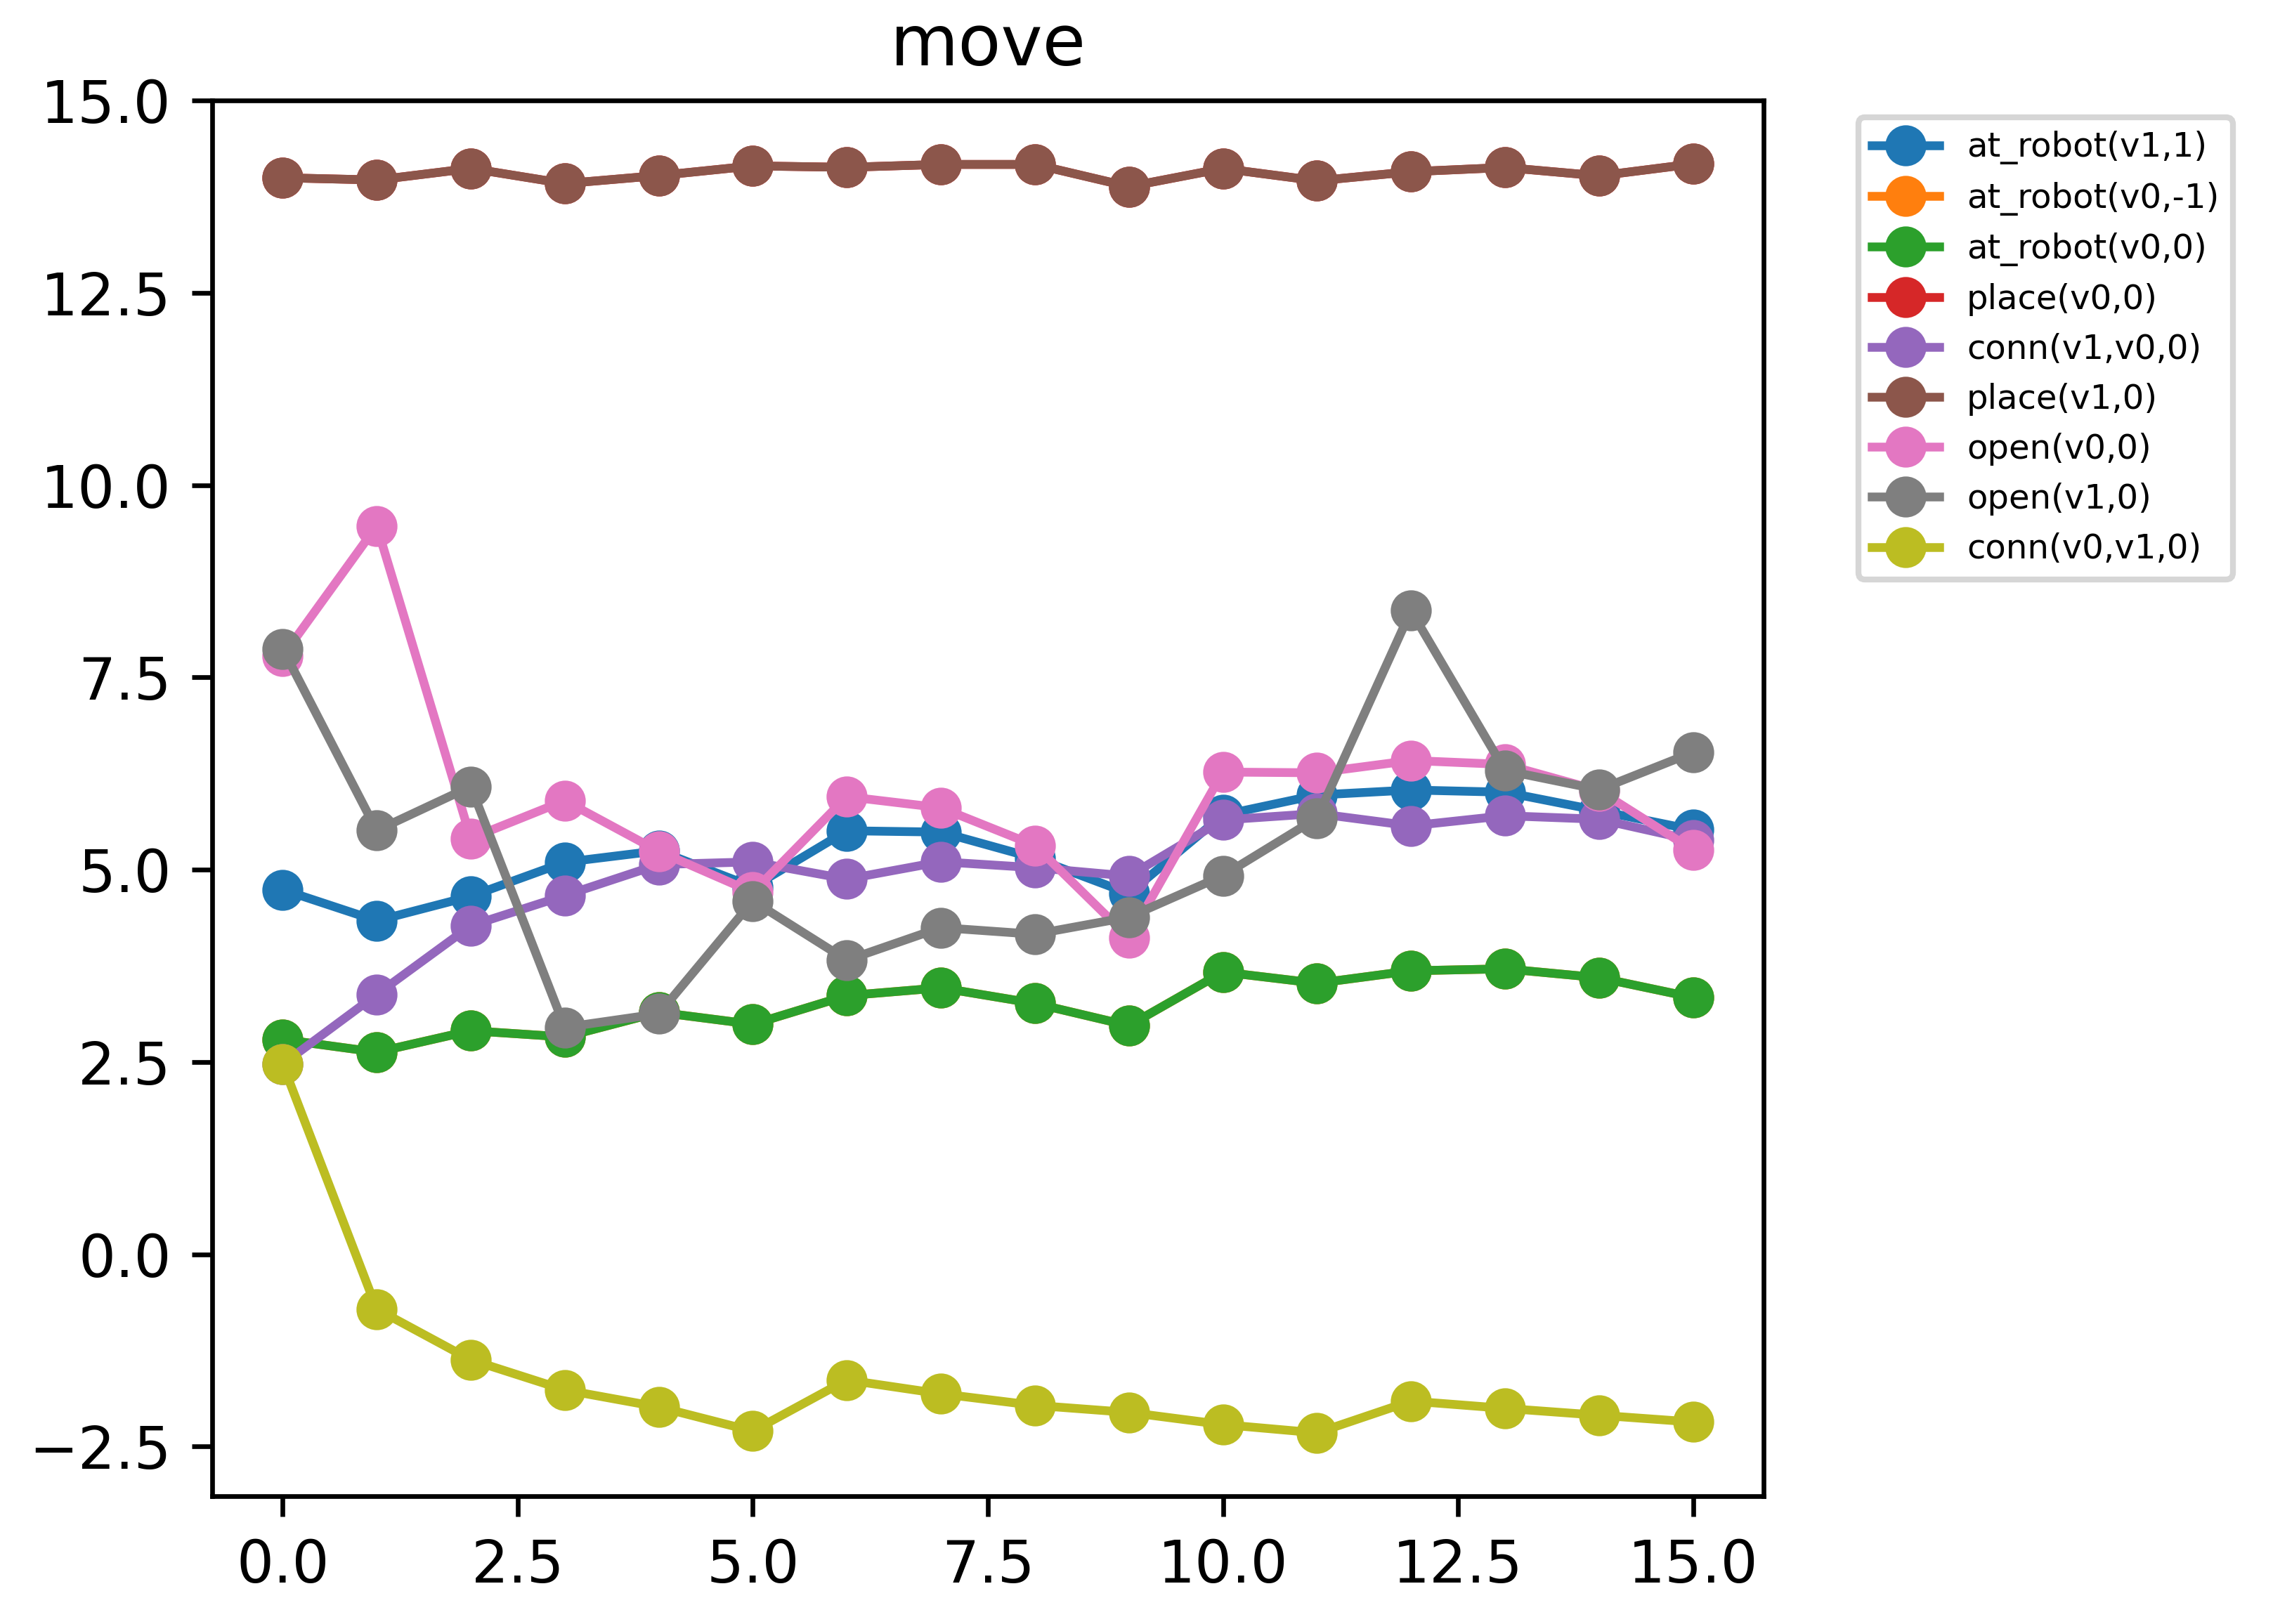 move
15.0
12.5
10.0
7.5
5.0
2.5
0.0
−2.5
0.0 2.5 5.0 7.5 10.0 12.5 15.0
at_robot(v1,1)
at_robot(v0,-1)
at_robot(v0,0)
place(v0,0)
conn(v1,v0,0)
place(v1,0)
open(v0,0)
open(v1,0)
conn(v0,v1,0)